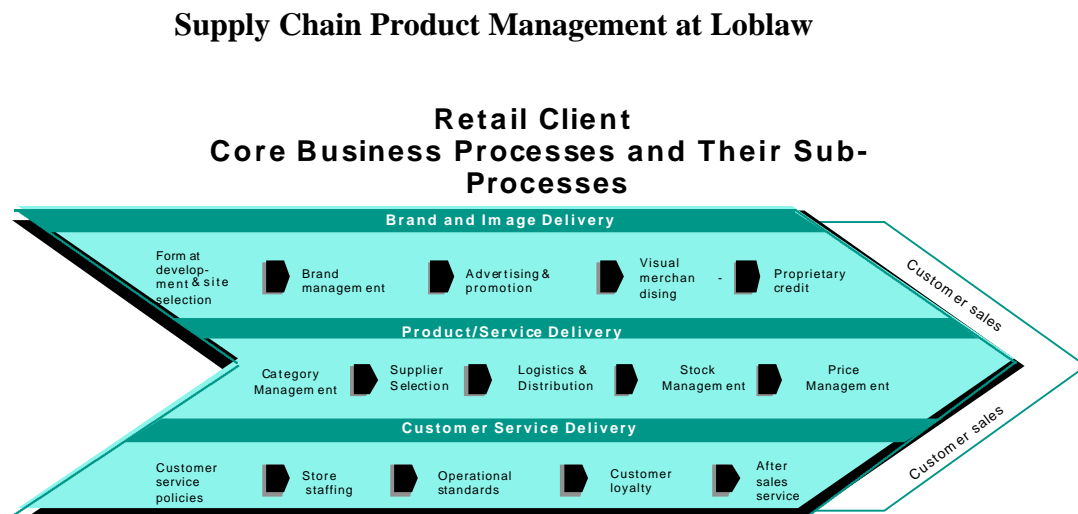 Supply Chain Product Management at Loblaw
Retail Client
Core Business Processes and Their Sub-
Processes
Brand and Image Delivery
Format
develop-
ment & site
selection
Brand
management
Advertising &
promotion
Visual
merchan -
dising
Proprietary
credit
Customer sales
Product/Service Delivery
Category
Management
Supplier
Selection
Logistics &
Distribution
Stock
Management
Price
Management
Customer Service Delivery
Customer
service
policies
Store
staffing
Operational
standards
Customer
loyalty
After
sales
service
Customer sales